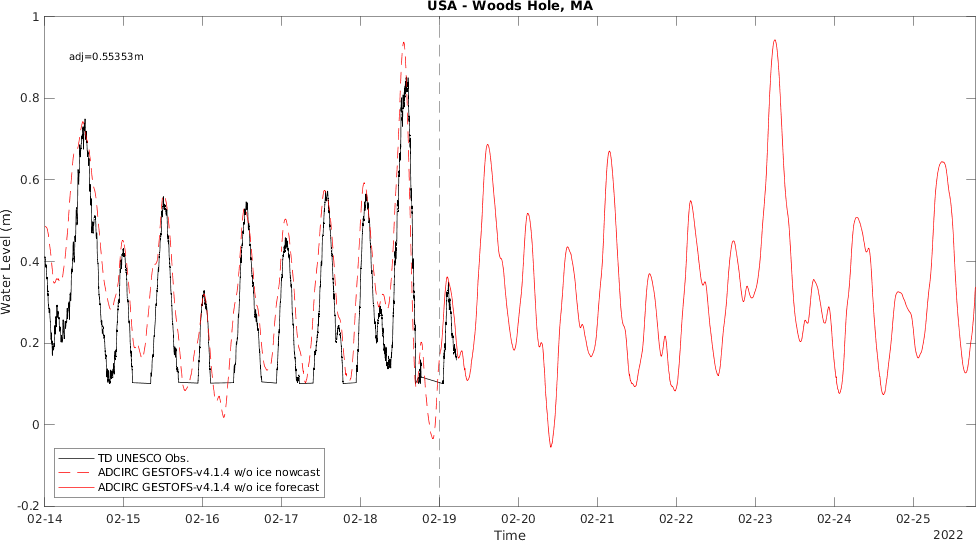 USA - Woods Hole, MA
adj=0.55353m
1
0.8
0.6
0.4
0.2
0
-0.2
Water Level (m)
TD UNESCO Obs.
ADCIRC GESTOFS-v4.1.4 w/o ice nowcast
ADCIRC GESTOFS-v4.1.4 w/o ice forecast
02-14 02-15 02-16 02-17 02-18 02-19 02-20 02-21 02-22 02-23 02-24 02-25
Time
2022